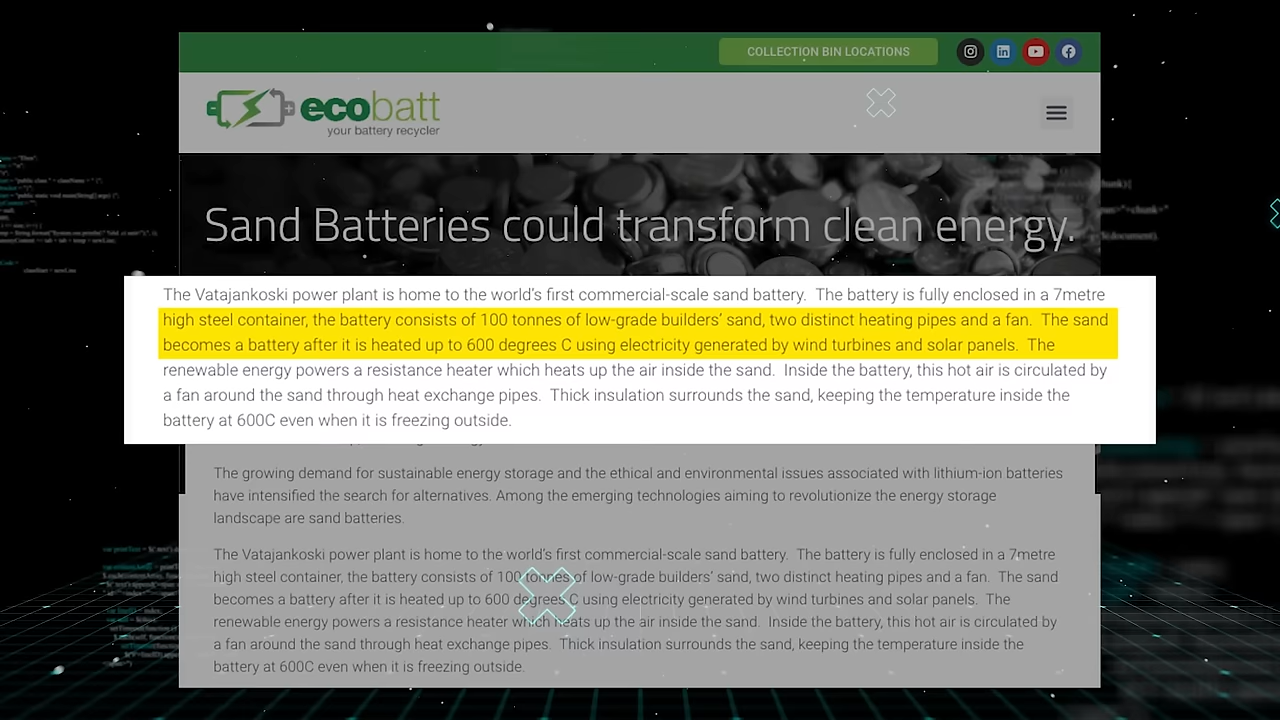 COLLECTION BIN LOCATIONS
ecobatt
your battery recycler
Sand Batteries could transform clean energy.
The Vatajankoski power plant is home to the world's first commercial-scale sand battery.  The battery is fully enclosed in a 7metre
high steel container, the battery consists of 100 tonnes of low-grade builders' sand, two distinct heating pipes and a fan.  The sand
becomes a battery after it is heated up to 600 degrees C using electricity generated by wind turbines and solar panels.  The
renewable energy powers a resistance heater which heats up the air inside the sand.  Inside the battery, this hot air is circulated by
a fan around the sand through heat exchange pipes.  Thick insulation surrounds the sand, keeping the temperature inside the
battery at 600C even when it is freezing outside.
The growing demand for sustainable energy storage and the ethical and environmental issues associated with lithium-ion batteries
have intensified the search for alternatives. Among the emerging technologies aiming to revolutionize the energy storage
landscape are sand batteries.
The Vatajankoski power plant is home to the world's first commercial-scale sand battery.  The battery is fully enclosed in a 7metre
high steel container, the battery consists of 100 tonnes of low-grade builders' sand, two distinct heating pipes and a fan.  The sand
becomes a battery after it is heated up to 600 degrees C using electricity generated by wind turbines and solar panels.  The
renewable energy powers a resistance heater which heats up the air inside the sand.  Inside the battery, this hot air is circulated by
a fan around the sand through heat exchange pipes.  Thick insulation surrounds the sand, keeping the temperature inside the
battery at 600C even when it is freezing outside.